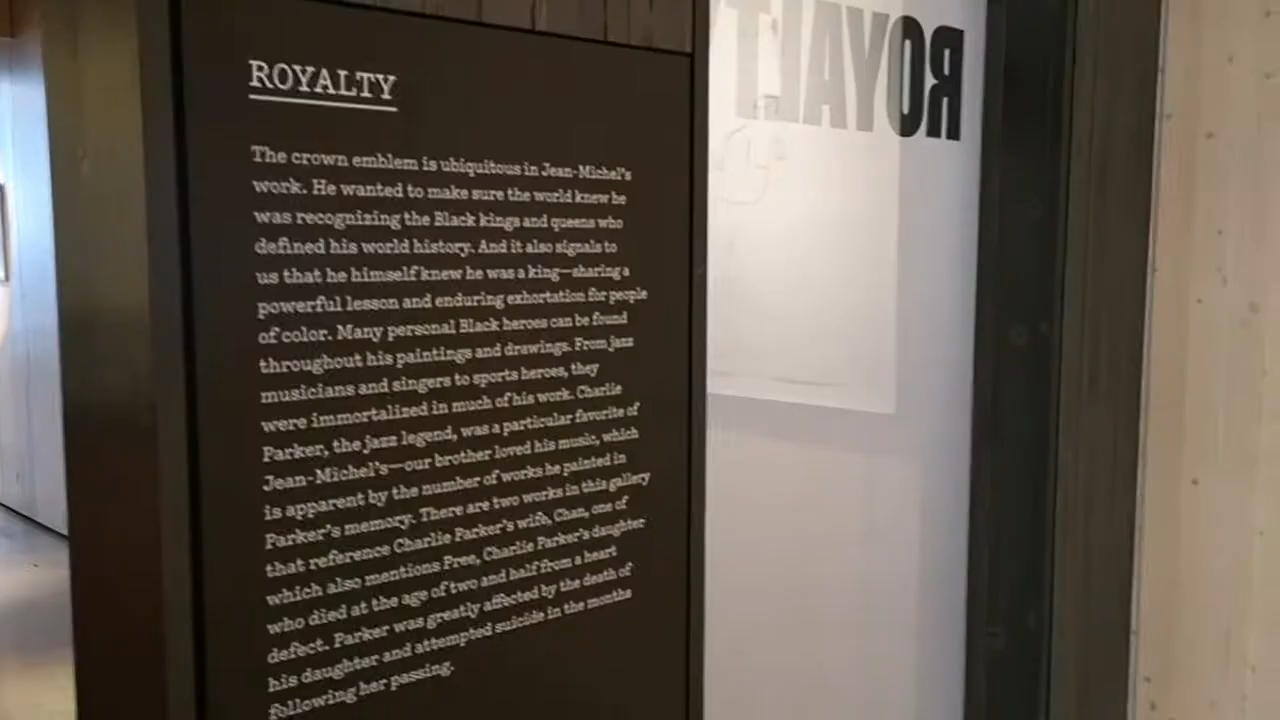 ROYALTY
The crown emblem is ubiquitous in Jean-Michel's
work. He wanted to make sure the world knew he
was recognizing the Black kings and queens who
defined his world history. And it also signals to
us that he himself knew he was a king—sharing a
powerful lesson and enduring exhortation for people
of color. Many personal Black heroes can be found
throughout his paintings and drawings. From jazz
musicians and singers to sports heroes, they
were immortalized in much of his work. Charlie
Parker, the jazz legend, was a particular favorite of
Jean-Michel's—our brother loved his music, which
is apparent by the number of works he painted in
Parker's memory. There are two works in this gallery
that reference Charlie Parker's wife, Chan, one of
which also mentions Pree, Charlie Parker's daughter
who died at the age of two and half from a heart
defect. Parker was greatly affected by the death of
his daughter and attempted suicide in the months
following her passing.
ROYALT